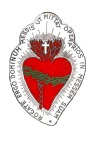 ROGATE ERGO DOMINUM MESSIS UT MITTAT OPERARIOS IN MESSEM SUAM